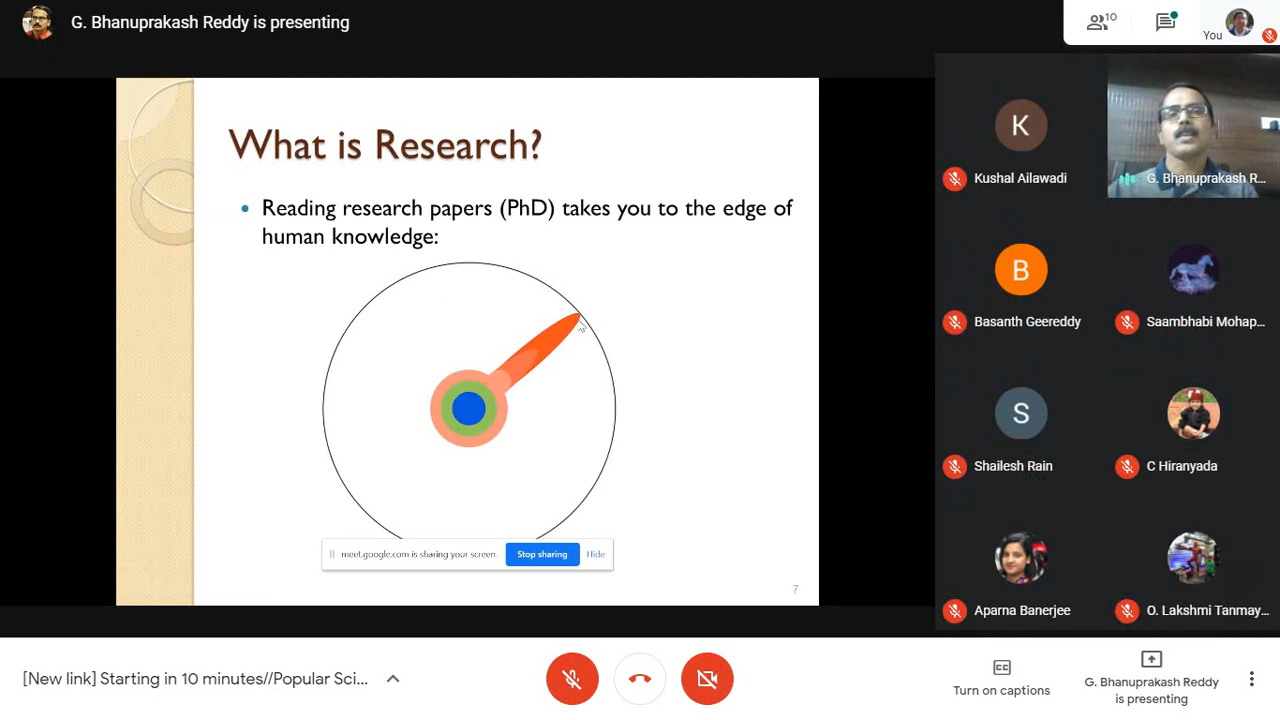 G. Bhanuprakash Reddy is presenting
10
You
What is Research?
• Reading research papers (PhD) takes you to the edge of
human knowledge:
meet.google.com is sharing your screen.
Stop sharing
Hide
7
K
Kushal Ailawadi
G. Bhanuprakash R...
B
Basanth Geereddy
Saambhabi Mohap...
S
Shailesh Rain
C Hiranyada
Aparna Banerjee
O. Lakshmi Tanmay...
[New link] Starting in 10 minutes//Popular Sci...
CC
Turn on captions
G. Bhanuprakash Reddy
is presenting